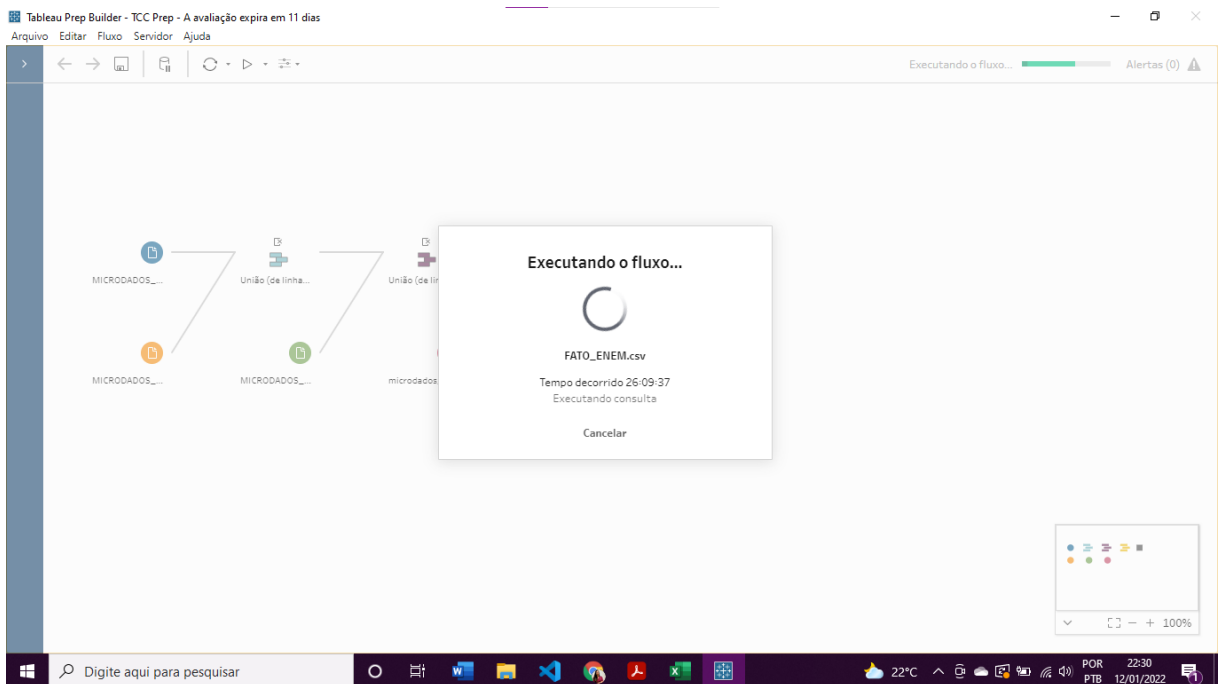 Tableau Prep Builder - TCC Prep - A avaliação expira em 11 dias
Arquivo Editar Fluxo Servidor Ajuda
Executando o fluxo... Alertas (0)
Executando o fluxo...
FATO_ENEM.csv
Tempo decorrido 26:09:37
Executando consulta
Cancelar
União (de linha... União (de lin
MICRODADOS_...
MICRODADOS_... MICRODADOS_... microdados
100%
Digite aqui para pesquisar
22°C
POR 22:30
PTB 12/01/2022
1